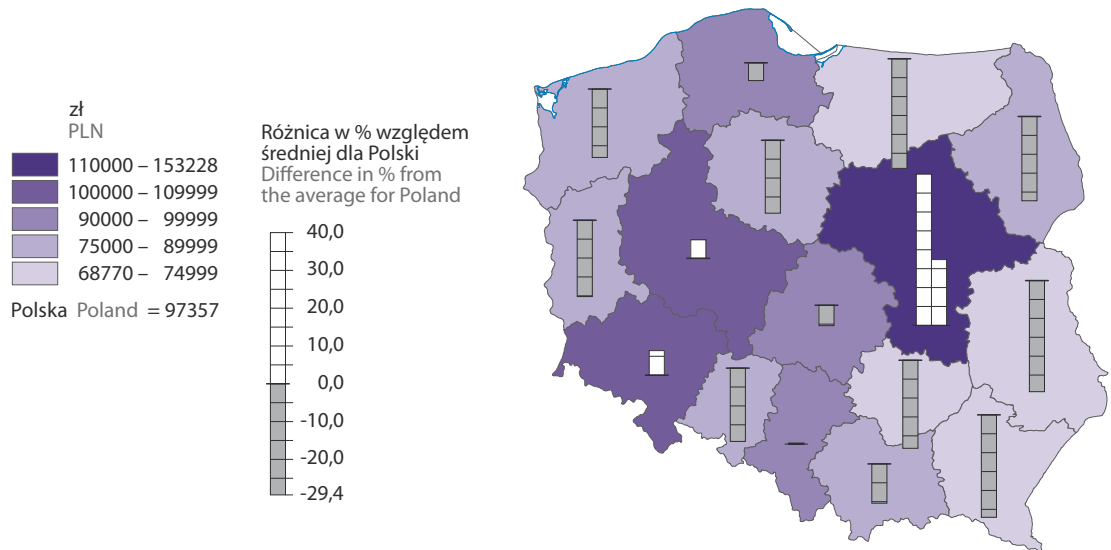 zł
PLN
110000 – 153228
100000 – 109999
90000 – 99999
75000 – 89999
68770 – 74999
Polska Poland = 97357
Różnica w % względem
średniej dla Polski
Difference in % from
the average for Poland
40,0
30,0
20,0
10,0
0,0
-10,0
-20,0
-29,4